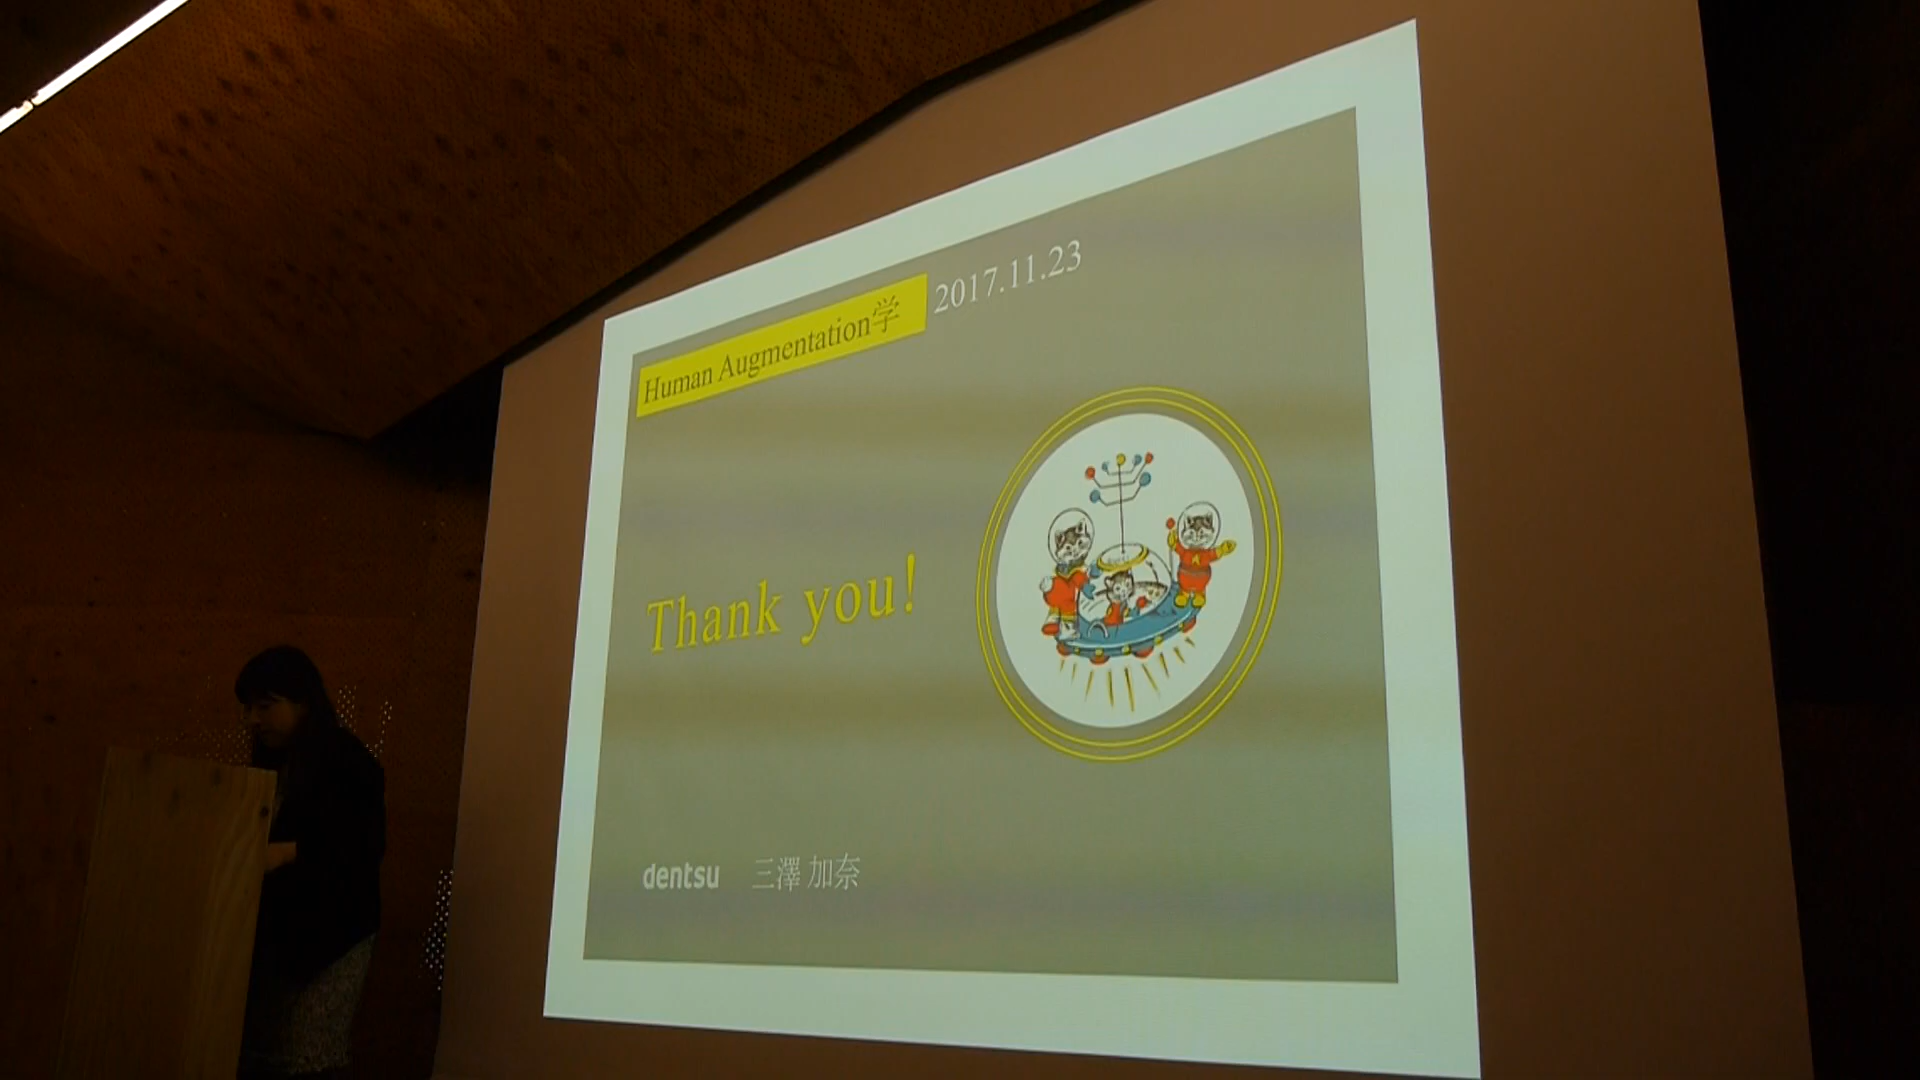 Human Augmentation学 2017.11.23
Thank you!
dentsu 三澤 加奈